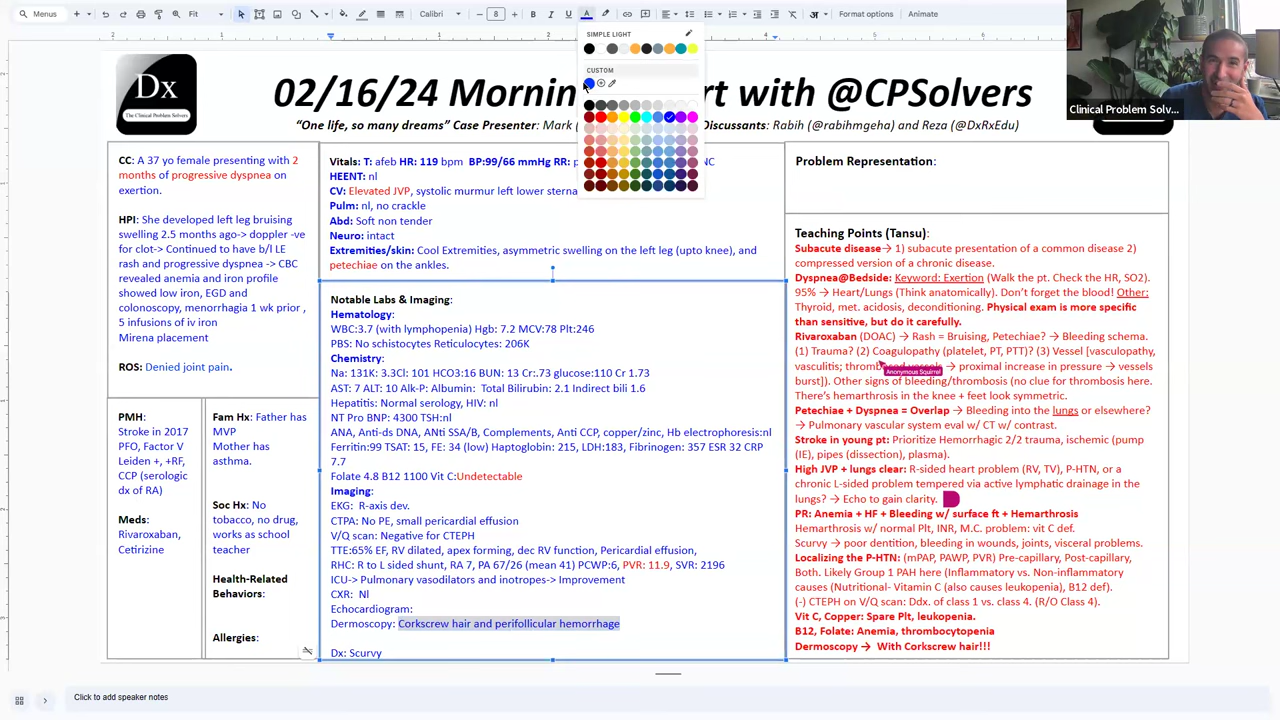 Menus
Fit
Calibri
8
Format options
Animate
SIMPLE LIGHT
CUSTOM
Clinical Problem Solv...
Dx
The Clinical Problem Solvers
02/16/24 Mornin rt with @CPSolvers
"One life, so many dreams" Case Presenter: Mark ( Discussants: Rabih (@rabihmgeha) and Reza (@DxRxEdu)
CC: A 37 yo female presenting with 2
months of progressive dyspnea on
exertion.
HPI: She developed left leg bruising
swelling 2.5 months ago-> doppler -ve
for clot-> Continued to have b/l LE
rash and progressive dyspnea -> CBC
revealed anemia and iron profile
showed low iron, EGD and
colonoscopy, menorrhagia 1 wk prior ,
5 infusions of iv iron
Mirena placement
ROS: Denied joint pain.
PMH:
Stroke in 2017
PFO, Factor V
Leiden +, +RF,
CCP (serologic
dx of RA)
Meds:
Rivaroxaban,
Cetirizine
Fam Hx: Father has
MVP
Mother has
asthma.
Soc Hx: No
tobacco, no drug,
works as school
teacher
Health-Related
Behaviors:
Allergies:
Vitals: T: afeb HR: 119 bpm BP:99/66 mmHg RR: NC
HEENT: nl
CV: Elevated JVP, systolic murmur left lower sterna
Pulm: nl, no crackle
Abd: Soft non tender
Neuro: intact
Extremities/skin: Cool Extremities, asymmetric swelling on the left leg (upto knee), and
petechiae on the ankles.
Notable Labs & Imaging:
Hematology:
WBC:3.7 (with lymphopenia) Hgb: 7.2 MCV:78 Plt:246
PBS: No schistocytes Reticulocytes: 206K
Chemistry:
Na: 131K: 3.3Cl: 101 HCO3:16 BUN: 13 Cr:.73 glucose:110 Cr 1.73
AST: 7 ALT: 10 Alk-P: Albumin: Total Bilirubin: 2.1 Indirect bili 1.6
Hepatitis: Normal serology, HIV: nl
NT Pro BNP: 4300 TSH:nl
ANA, Anti-ds DNA, ANti SSA/B, Complements, Anti CCP, copper/zinc, Hb electrophoresis:nl
Ferritin:99 TSAT: 15, FE: 34 (low) Haptoglobin: 215, LDH:183, Fibrinogen: 357 ESR 32 CRP
7.7
Folate 4.8 B12 1100 Vit C:Undetectable
Imaging:
EKG: R-axis dev.
CTPA: No PE, small pericardial effusion
V/Q scan: Negative for CTEPH
TTE:65% EF, RV dilated, apex forming, dec RV function, Pericardial effusion,
RHC: R to L sided shunt, RA 7, PA 67/26 (mean 41) PCWP:6, PVR: 11.9, SVR: 2196
ICU-> Pulmonary vasodilators and inotropes-> Improvement
CXR: Nl
Echocardiogram:
Dermoscopy: Corkscrew hair and perifollicular hemorrhage
Dx: Scurvy
Problem Representation:
Teaching Points (Tansu):
Subacute disease→ 1) subacute presentation of a common disease 2)
compressed version of a chronic disease.
Dyspnea@Bedside: Keyword: Exertion (Walk the pt. Check the HR, SO2).
95% → Heart/Lungs (Think anatomically). Don't forget the blood! Other:
Thyroid, met. acidosis, deconditioning. Physical exam is more specific
than sensitive, but do it carefully.
Rivaroxaban (DOAC) → Rash = Bruising, Petechiae? → Bleeding schema.
(1) Trauma? (2) Coagulopathy (platelet, PT, PTT)? (3) Vessel [vasculopathy,
vasculitis; → proximal increase in pressure → vessels
Anonymous Squirrel
burst]). Other signs of bleeding/thrombosis (no clue for thrombosis here.
There's hemarthrosis in the knee + feet look symmetric.
Petechiae + Dyspnea = Overlap → Bleeding into the lungs or elsewhere?
→ Pulmonary vascular system eval w/ CT w/ contrast.
Stroke in young pt: Prioritize Hemorrhagic 2/2 trauma, ischemic (pump
(IE), pipes (dissection), plasma).
High JVP + lungs clear: R-sided heart problem (RV, TV), P-HTN, or a
chronic L-sided problem tempered via active lymphatic drainage in the
lungs? → Echo to gain clarity.
PR: Anemia + HF + Bleeding w/ surface ft + Hemarthrosis
Hemarthrosis w/ normal Plt, INR, M.C. problem: vit C def.
Scurvy → poor dentition, bleeding in wounds, joints, visceral problems.
Localizing the P-HTN: (mPAP, PAWP, PVR) Pre-capillary, Post-capillary,
Both. Likely Group 1 PAH here (Inflammatory vs. Non-inflammatory
causes (Nutritional- Vitamin C (also causes leukopenia), B12 def).
(-) CTEPH on V/Q scan: Ddx. of class 1 vs. class 4. (R/O Class 4).
Vit C, Copper: Spare Plt, leukopenia.
B12, Folate: Anemia, thrombocytopenia
Dermoscopy → With Corkscrew hair!!!
Click to add speaker notes